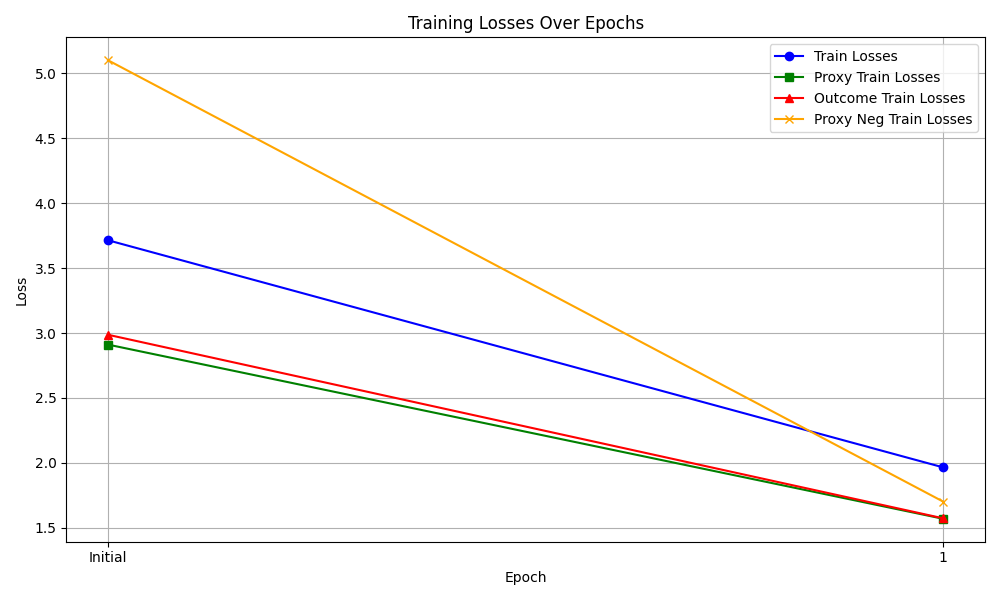 Training Losses Over Epochs
Train Losses
Proxy Train Losses
Outcome Train Losses
Proxy Neg Train Losses
5.0
4.5
4.0
3.5
3.0
2.5
2.0
1.5
Loss
Initial
1
Epoch